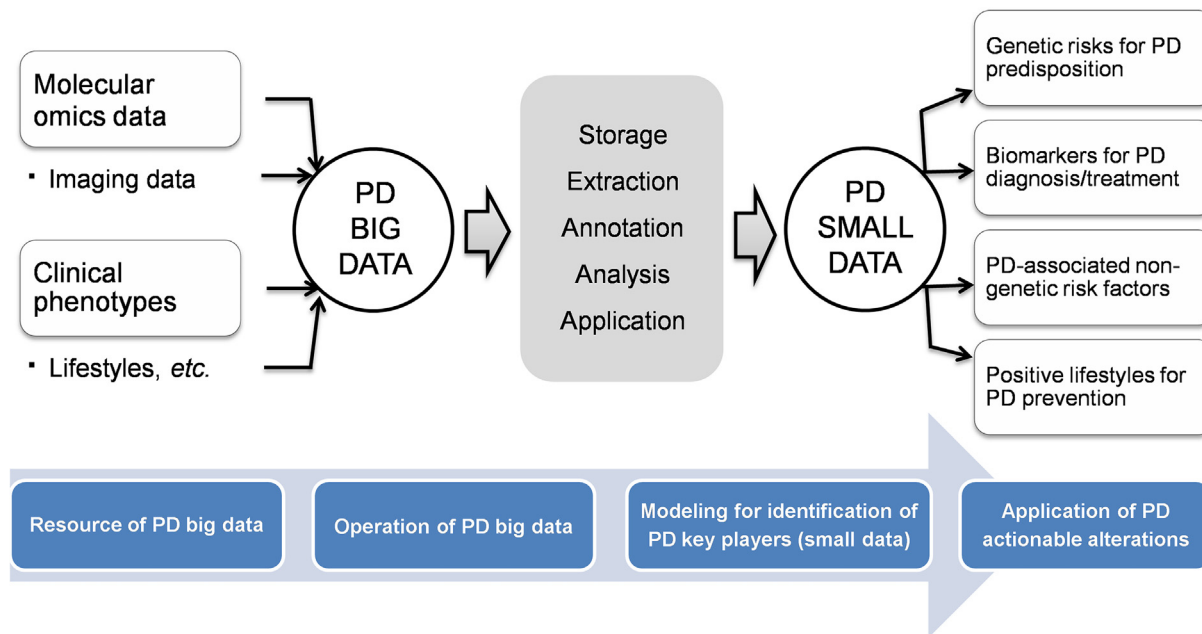 Molecular
omics data
▪ Imaging data
Clinical
phenotypes
▪ Lifestyles, etc.
PD
BIG
DATA
Storage
Extraction
Annotation
Analysis
Application
PD
SMALL
DATA
Genetic risks for PD
predisposition
Biomarkers for PD
diagnosis/treatment
PD-associated non-
genetic risk factors
Positive lifestyles for
PD prevention
Resource of PD big data
Operation of PD big data
Modeling for identification of
PD key players (small data)
Application of PD
actionable alterations